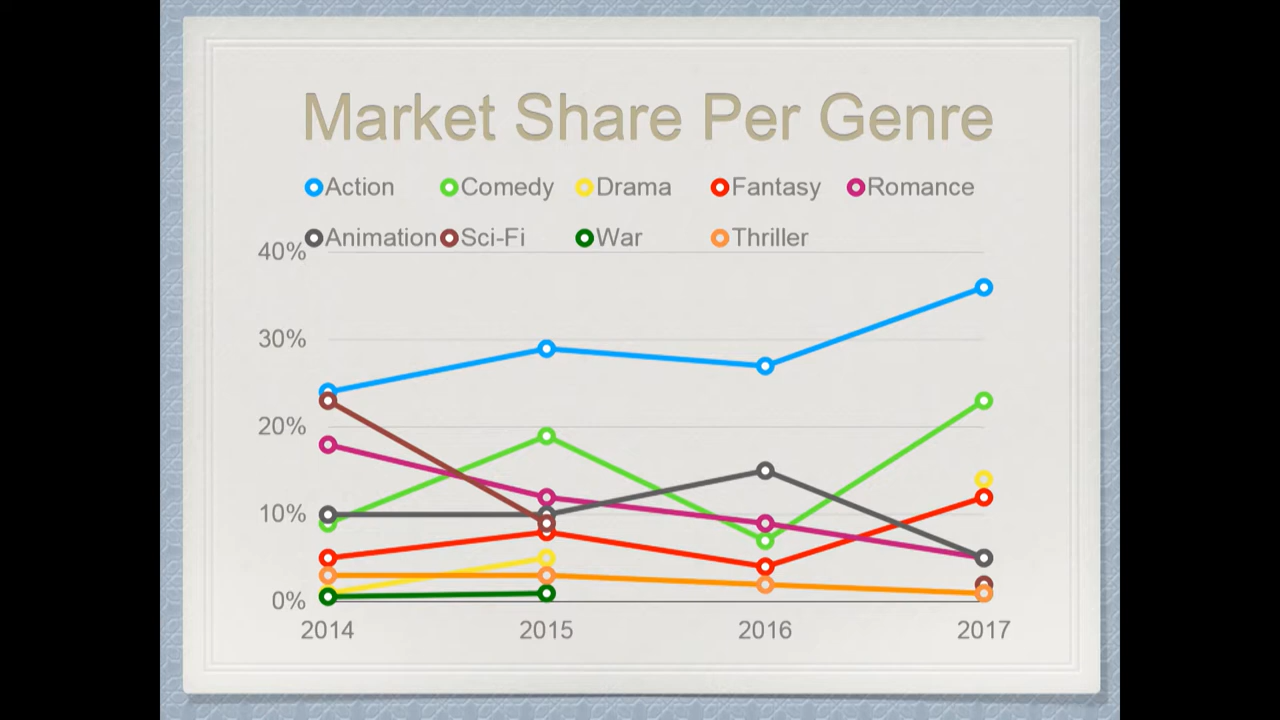 Market Share Per Genre
Action Comedy Drama Fantasy Romance
Animation Sci-Fi War Thriller
40%
30%
20%
10%
0%
2014 2015 2016 2017